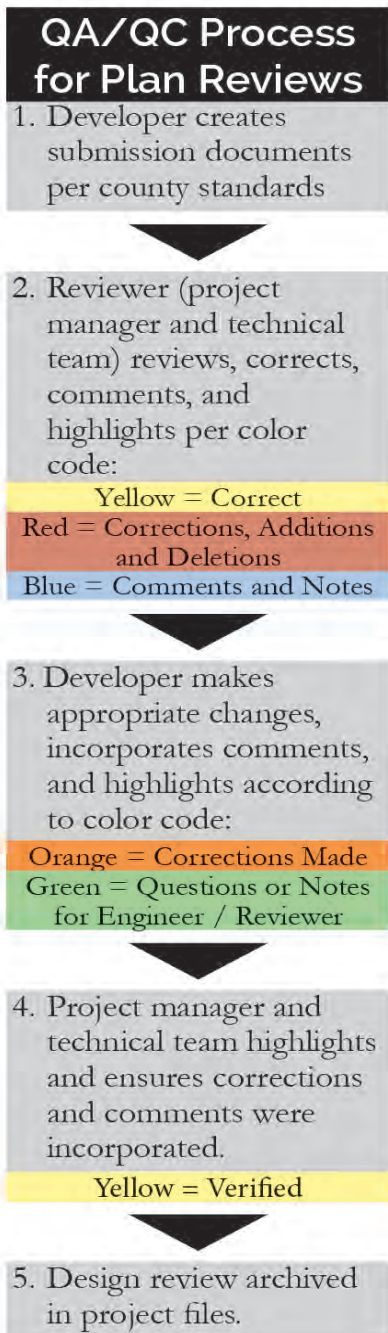 QA/QC Process
for Plan Reviews
1. Developer creates
submission documents
per county standards
2. Reviewer (project
manager and technical
team) reviews, corrects,
comments, and
highlights per color
code:
Yellow = Correct
Red = Corrections, Additions
and Deletions
Blue = Comments and Notes
3. Developer makes
appropriate changes,
incorporates comments,
and highlights according
to color code:
Orange = Corrections Made
Green = Questions or Notes
for Engineer / Reviewer
4. Project manager and
technical team highlights
and ensures corrections
and comments were
incorporated.
Yellow = Verified
5. Design review archived
in project files.